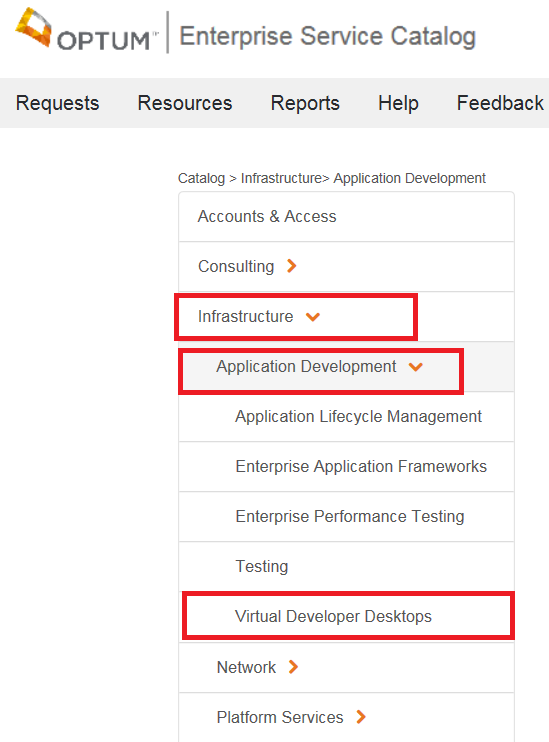 OPTUM™ Enterprise Service Catalog
Requests Resources Reports Help Feedback
Catalog > Infrastructure> Application Development
Accounts & Access
Consulting
Infrastructure
Application Development
Application Lifecycle Management
Enterprise Application Frameworks
Enterprise Performance Testing
Testing
Virtual Developer Desktops
Network
Platform Services